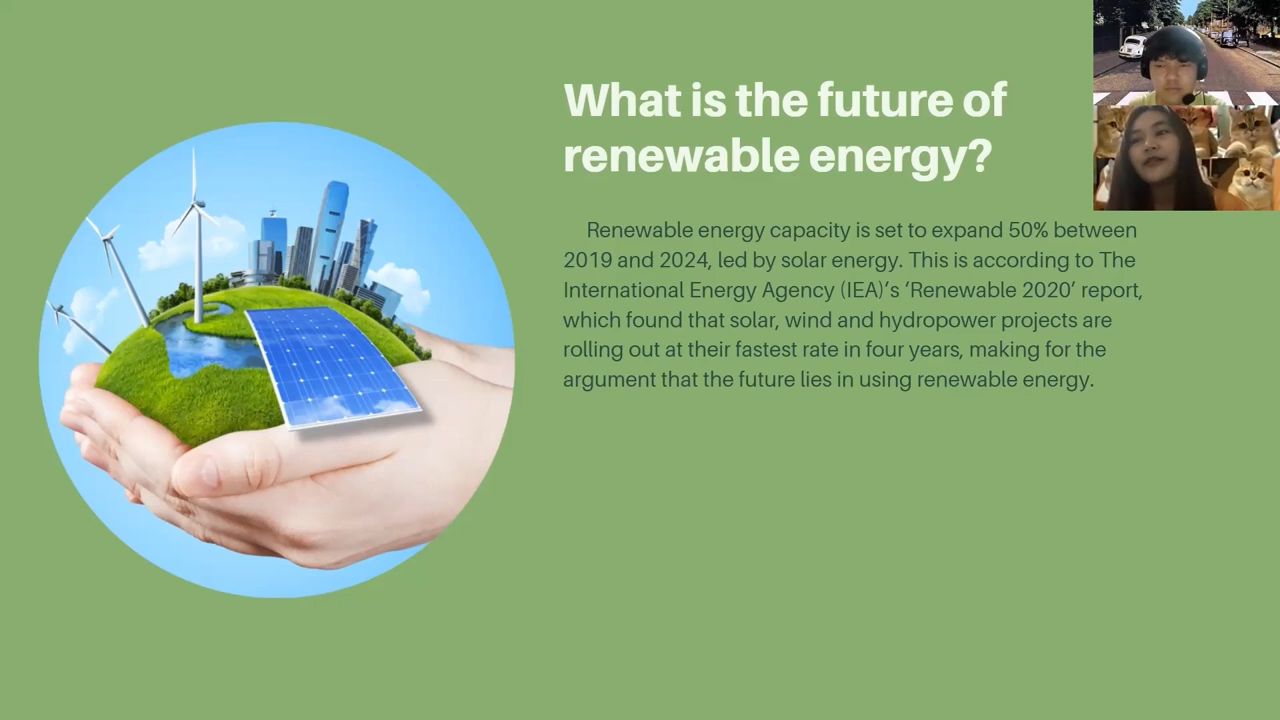 What is the future of
renewable energy?
Renewable energy capacity is set to expand 50% between
2019 and 2024, led by solar energy. This is according to The
International Energy Agency (IEA)’s ‘Renewable 2020’ report,
which found that solar, wind and hydropower projects are
rolling out at their fastest rate in four years, making for the
argument that the future lies in using renewable energy.